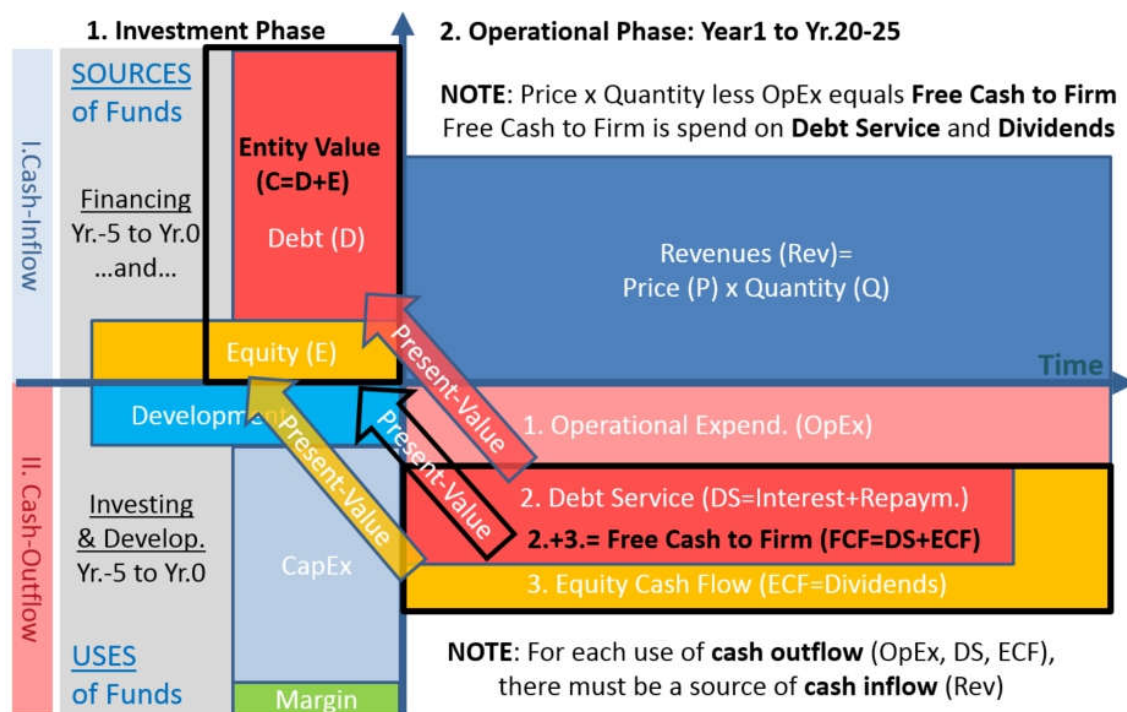 1. Investment Phase
2. Operational Phase: Year1 to Yr.20-25
SOURCES
of Funds
NOTE: Price x Quantity less OpEx equals Free Cash to Firm
Free Cash to Firm is spend on Debt Service and Dividends
I.Cash-Inflow
Entity Value
(C=D+E)
Financing
Yr.-5 to Yr.0
...and...
Debt (D)
Revenues (Rev)=
Price (P) x Quantity (Q)
Equity (E)
Present-Value
Time
Development
Present-Value
Present-Value
1. Operational Expend. (OpEx)
II. Cash-Outflow
Investing
& Develop.
Yr.-5 to Yr.0
CapEx
2. Debt Service (DS=Interest+Repaym.)
2.+3.= Free Cash to Firm (FCF=DS+ECF)
3. Equity Cash Flow (ECF=Dividends)
USES
of Funds
Margin
NOTE: For each use of cash outflow (OpEx, DS, ECF),
there must be a source of cash inflow (Rev)